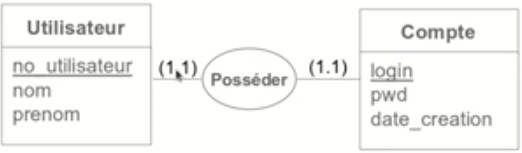 Utilisateur
no_utilisateur
nom
prenom
(1,1)
Posséder
(1.1)
Compte
login
pwd
date_creation